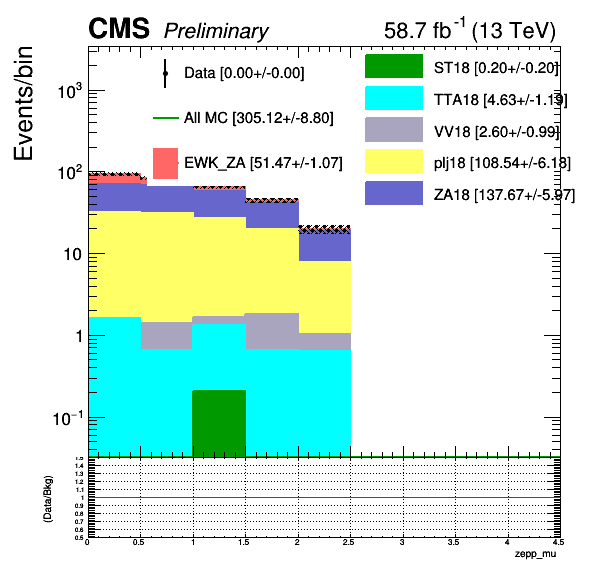 CMS Preliminary 58.7 fb⁻¹ (13 TeV)
Events/bin
Data [0.00+/-0.00]
All MC [305.12+/-8.80]
EWK_ZA [51.47+/-1.07]
ST18 [0.20+/-0.20]
TTA18 [4.63+/-1.19]
VV18 [2.60+/-0.99]
plj18 [108.54+/-6.18]
ZA18 [137.67+/-5.97]
10³
10²
10
1
10⁻¹
(Data/Bkg)
1.5
1.4
1.3
1.2
1.1
1
0.9
0.8
0.7
0.6
0.5
0 0.5 1 1.5 2 2.5 3 3.5 4 4.5
zepp_mu